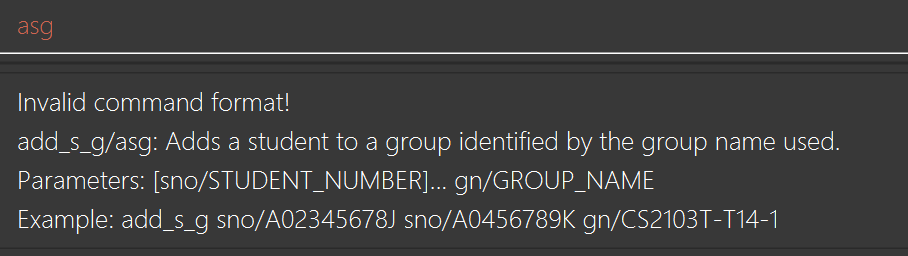 asg
Invalid command format!
add_s_g/asg: Adds a student to a group identified by the group name used.
Parameters: [sno/STUDENT_NUMBER]... gn/GROUP_NAME
Example: add_s_g sno/A02345678J sno/A0456789K gn/CS2103T-T14-1